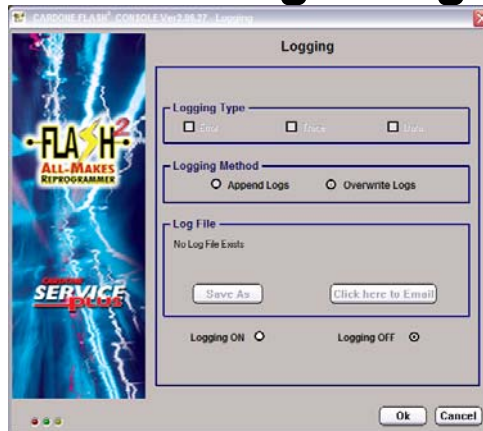 CARDONE FLASH² CONSOLE Ver2.06.27 Logging
Logging
Logging Type
Error
Trace
Data
Logging Method
Append Logs
Overwrite Logs
Log File
No Log File Exists
Save As
Click here to Email
Logging ON
Logging OFF
Ok
Cancel
FLASH²
ALL-MAKES
REPROGRAMMER
CARDONE
SERVICE
PLUS